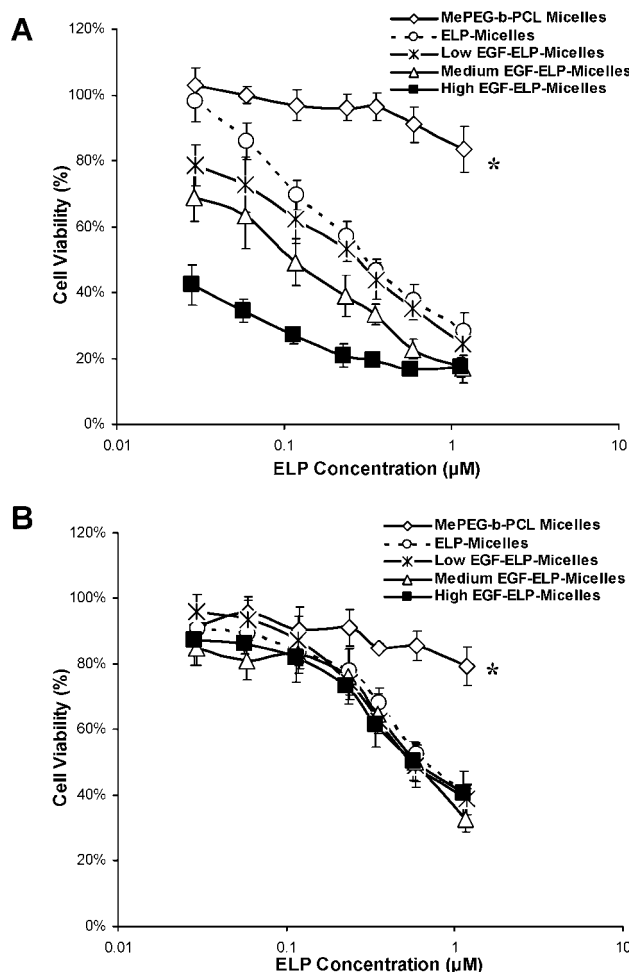 A
MePEG-b-PCL Micelles
ELP-Micelles
Low EGF-ELP-Micelles
Medium EGF-ELP-Micelles
High EGF-ELP-Micelles
120%
100%
80%
60%
40%
20%
0%
Cell Viability (%)
*
0.01 0.1 1 10
ELP Concentration (µM)
B
MePEG-b-PCL Micelles
ELP-Micelles
Low EGF-ELP-Micelles
Medium EGF-ELP-Micelles
High EGF-ELP-Micelles
120%
100%
80%
60%
40%
20%
0%
Cell Viability (%)
*
0.01 0.1 1 10
ELP Concentration (µM)